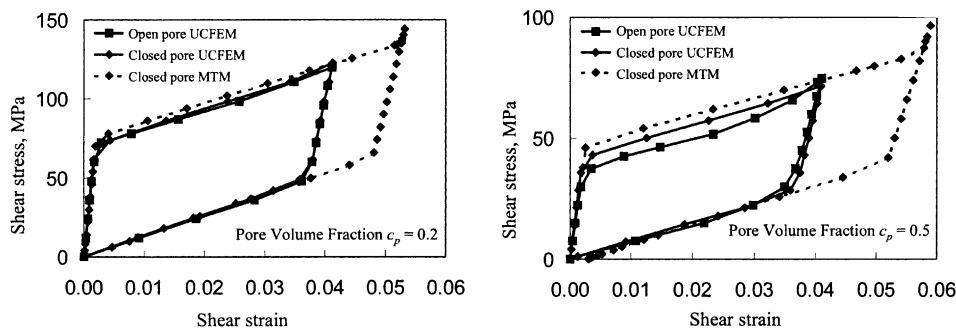 150
100
50
0
Shear stress, MPa
Open pore UCFEM
Closed pore UCFEM
Closed pore MTM
Pore Volume Fraction cp = 0.2
0.00 0.01 0.02 0.03 0.04 0.05 0.06
Shear strain
100
50
0
Shear stress, MPa
Open pore UCFEM
Closed pore UCFEM
Closed pore MTM
Pore Volume Fraction cp = 0.5
0.00 0.01 0.02 0.03 0.04 0.05 0.06
Shear strain